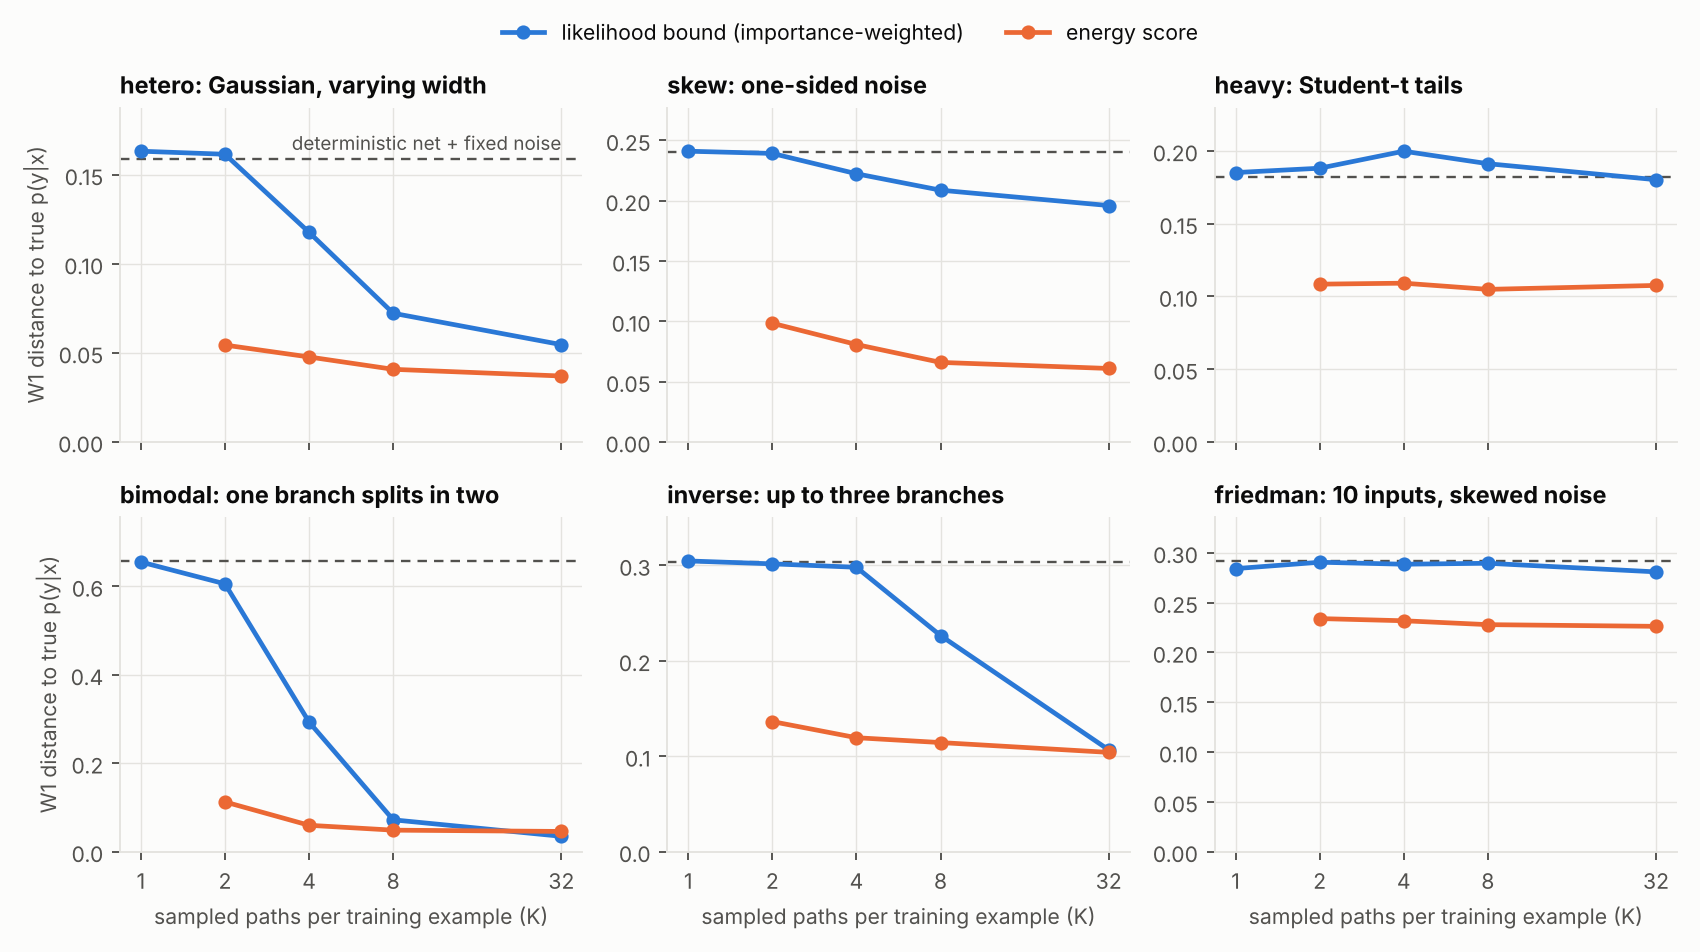 likelihood bound (importance-weighted) energy score
hetero: Gaussian, varying width
deterministic net + fixed noise
W1 distance to true p(y|x)
0.15
0.10
0.05
0.00
skew: one-sided noise
0.25
0.20
0.15
0.10
0.05
0.00
heavy: Student-t tails
0.20
0.15
0.10
0.05
0.00
bimodal: one branch splits in two
W1 distance to true p(y|x)
0.6
0.4
0.2
0.0
1 2 4 8 32
sampled paths per training example (K)
inverse: up to three branches
0.3
0.2
0.1
0.0
1 2 4 8 32
sampled paths per training example (K)
friedman: 10 inputs, skewed noise
0.30
0.25
0.20
0.15
0.10
0.05
0.00
1 2 4 8 32
sampled paths per training example (K)